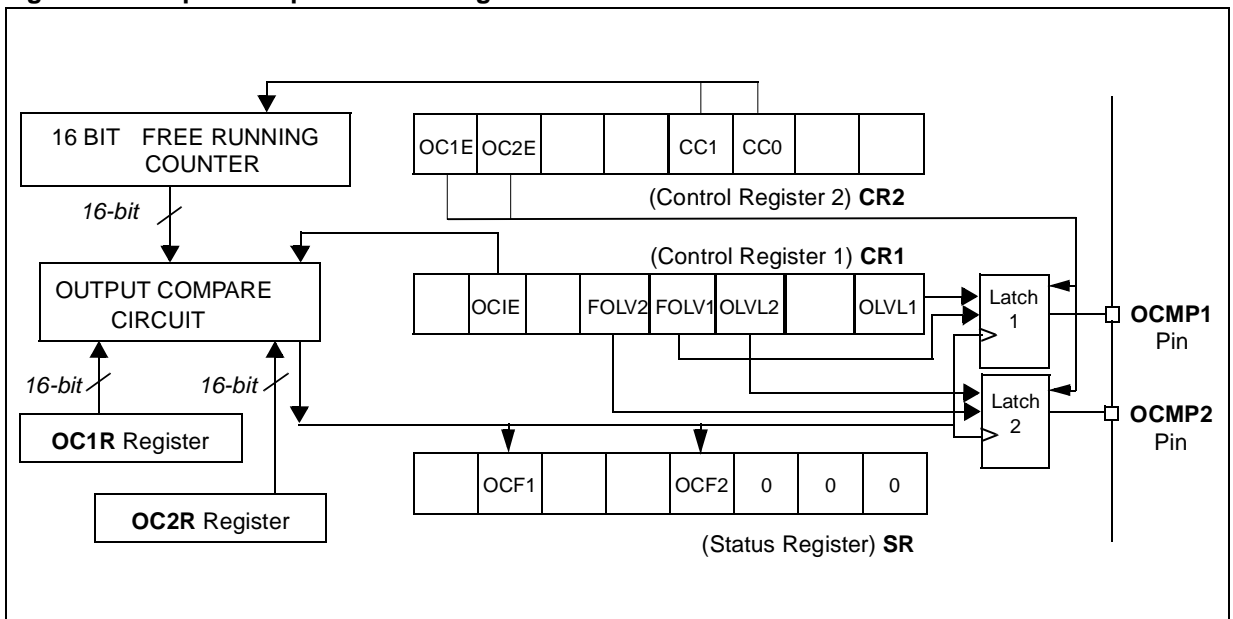 16 BIT FREE RUNNING
COUNTER
16-bit
OC1E OC2E CC1 CC0
(Control Register 2) CR2
(Control Register 1) CR1
OUTPUT COMPARE
CIRCUIT
OCIE FOLV2 FOLV1 OLVL2 OLVL1
Latch
1
OCMP1
Pin
16-bit
16-bit
Latch
2
OCMP2
Pin
OC1R Register
OCF1 OCF2 0 0 0
OC2R Register
(Status Register) SR